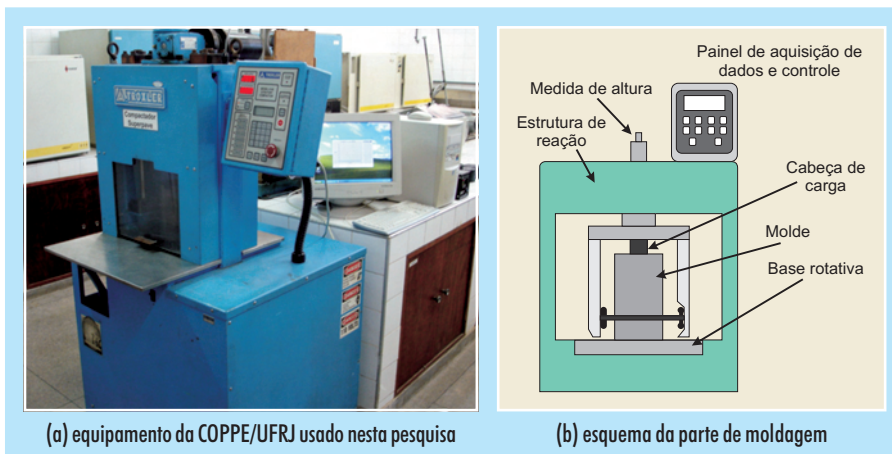 TROXLER
Compactador
Superpave
Painel de aquisição de
dados e controle
Medida de altura
Estrutura de
reação
Cabeça de
carga
Molde
Base rotativa
(a) equipamento da COPPE/UFRJ usado nesta pesquisa
(b) esquema da parte de moldagem